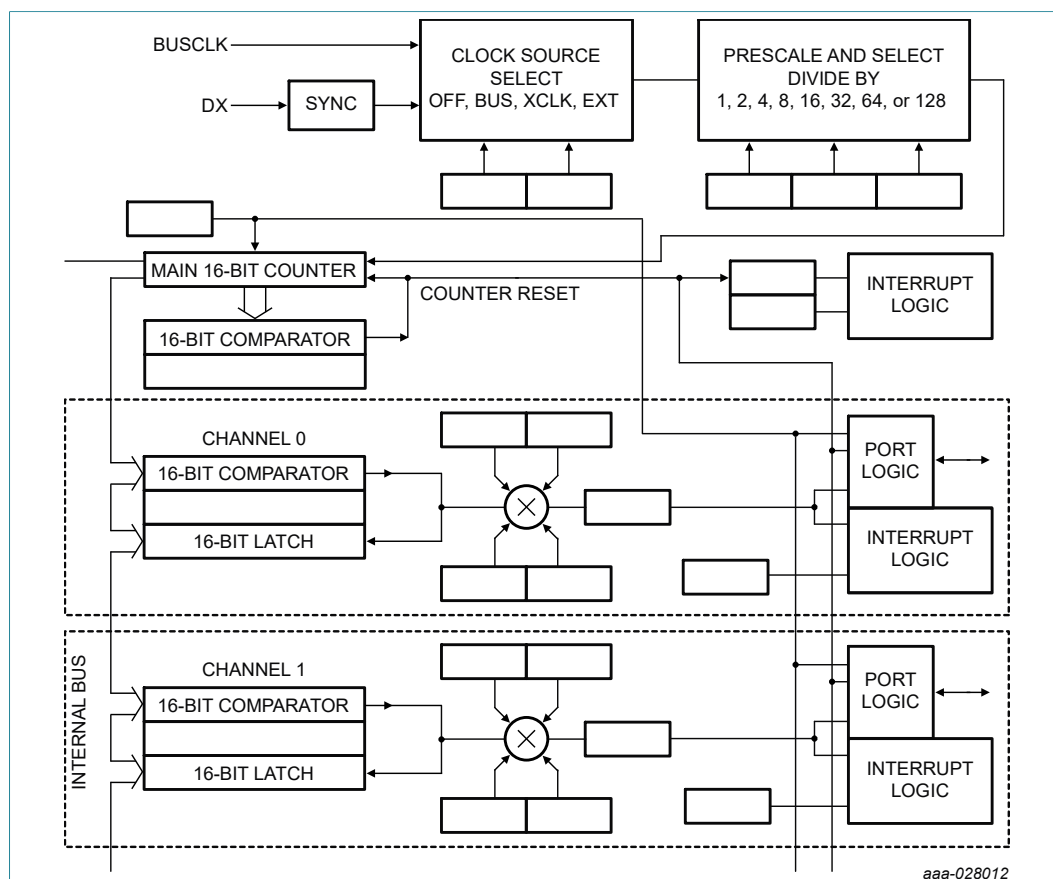 BUSCLK
CLOCK SOURCE
SELECT
OFF, BUS, XCLK, EXT
PRESCALE AND SELECT
DIVIDE BY
1, 2, 4, 8, 16, 32, 64, or 128
DX
SYNC
MAIN 16-BIT COUNTER
COUNTER RESET
INTERRUPT
LOGIC
16-BIT COMPARATOR
CHANNEL 0
16-BIT COMPARATOR
16-BIT LATCH
PORT
LOGIC
INTERRUPT
LOGIC
INTERNAL BUS
CHANNEL 1
16-BIT COMPARATOR
16-BIT LATCH
PORT
LOGIC
INTERRUPT
LOGIC
aaa-028012